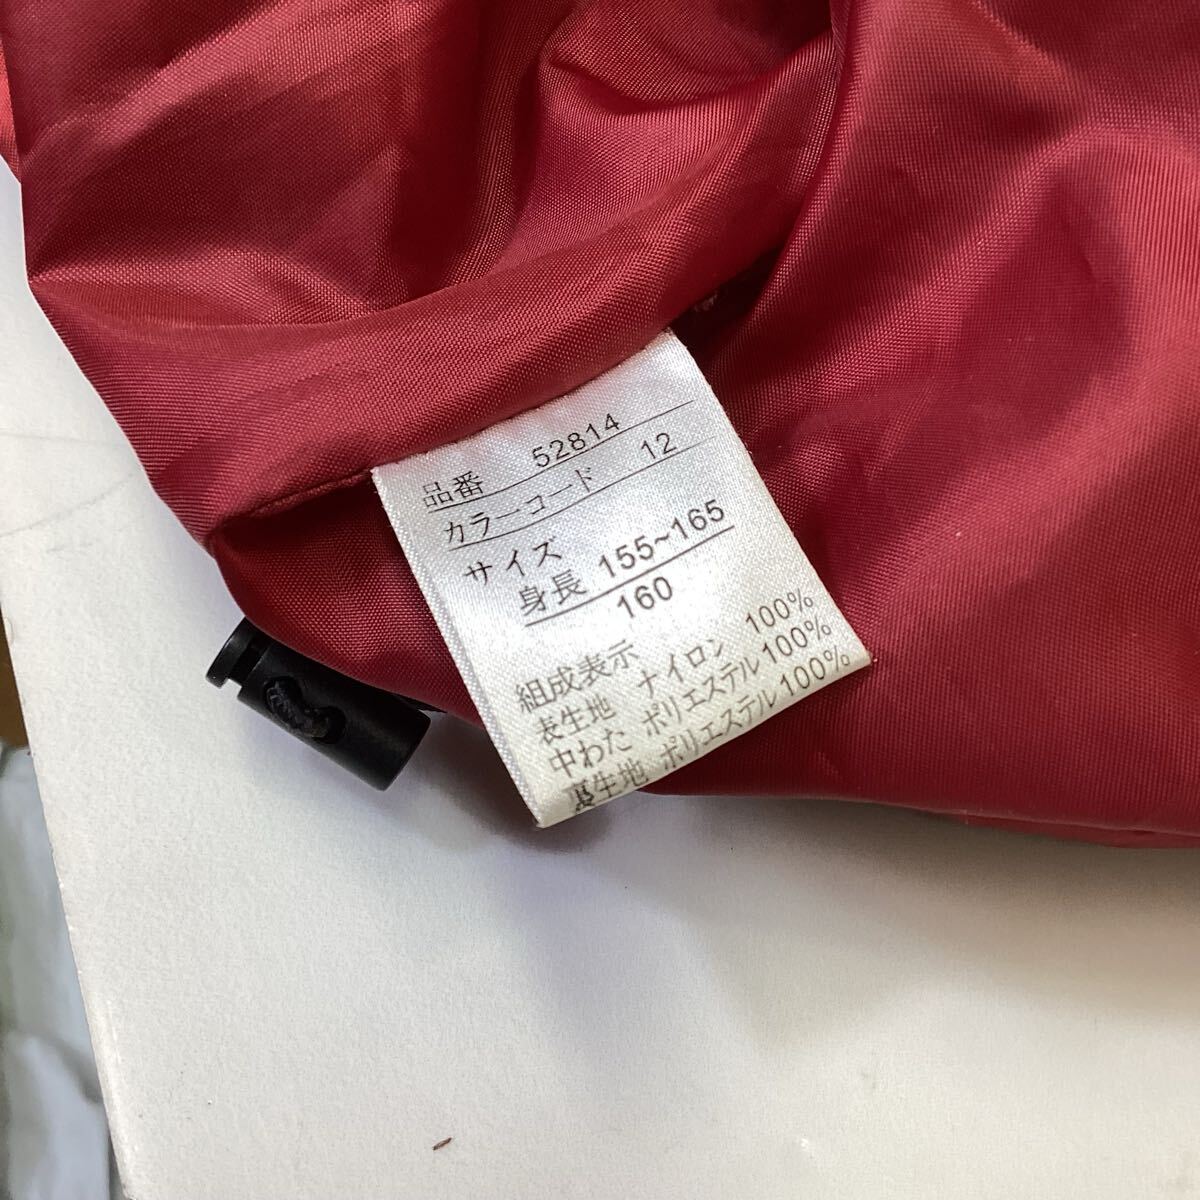 品番 52814
カラーコード 12
サイズ
身長 155~165
160
組成表示
表生地 ナイロン 100%
中わた ポリエステル 100%
裏生地 ポリエステル 100%